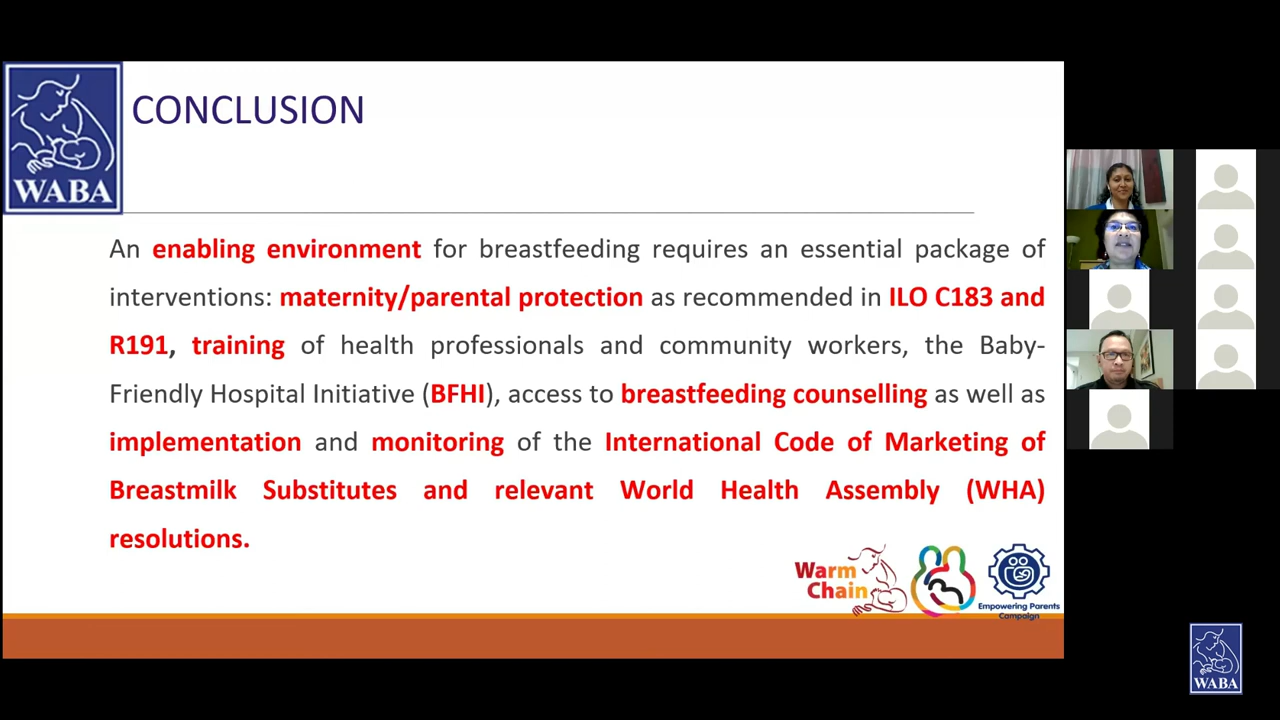 WABA
CONCLUSION
An enabling environment for breastfeeding requires an essential package of
interventions: maternity/parental protection as recommended in ILO C183 and
R191, training of health professionals and community workers, the Baby-
Friendly Hospital Initiative (BFHI), access to breastfeeding counselling as well as
implementation and monitoring of the International Code of Marketing of
Breastmilk Substitutes and relevant World Health Assembly (WHA)
resolutions.
Warm
Chain
Empowering Parents
Campaign
WABA